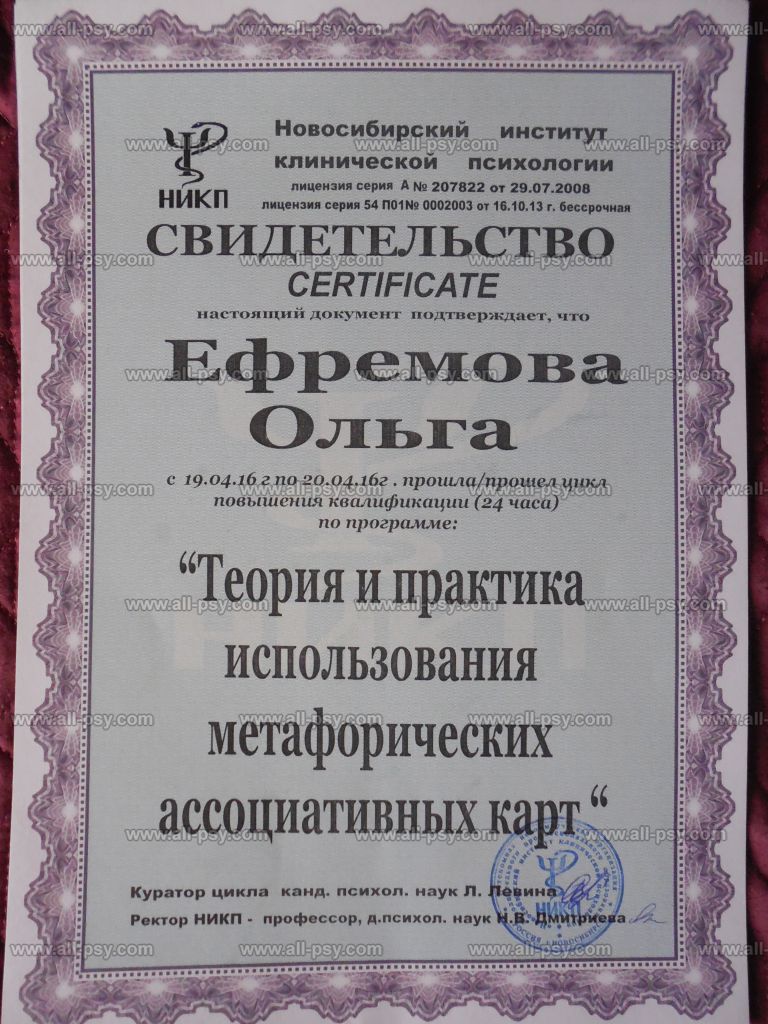 Новосибирский институт
клинической психологии
лицензия серия А № 207822 от 29.07.2008
лицензия серия 54 П01№ 0002003 от 16.10.13 г. бессрочная
НИКП
СВИДЕТЕЛЬСТВО
CERTIFICATE
настоящий документ подтверждает, что
Ефремова
Ольга
с 19.04.16 г по 20.04.16г . прошла/прошел цикл
повышения квалификации (24 часа)
по программе:
“Теория и практика
использования
метафорических
ассоциативных карт “
Куратор цикла канд. психол. наук Л. Левина
Ректор НИКП - профессор, д.психол. наук Н.В. Дмитриева
НИКП
www.all-psy.com